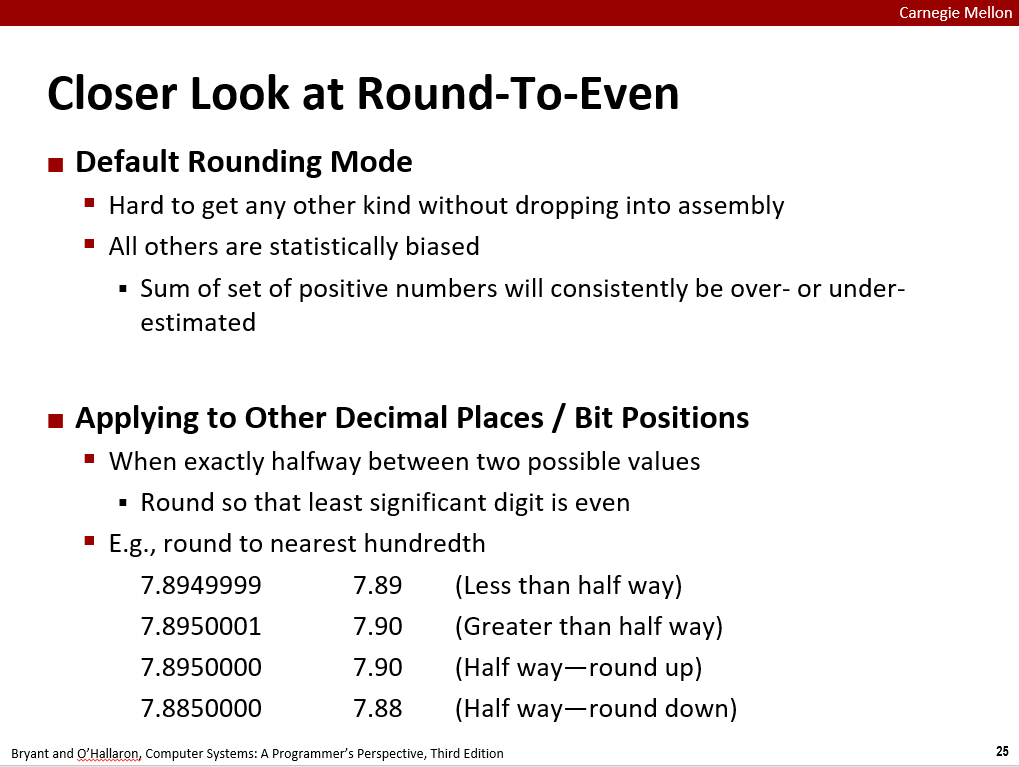 Carnegie Mellon
Closer Look at Round-To-Even
■ Default Rounding Mode
▪ Hard to get any other kind without dropping into assembly
▪ All others are statistically biased
▪ Sum of set of positive numbers will consistently be over- or under-
estimated
■ Applying to Other Decimal Places / Bit Positions
▪ When exactly halfway between two possible values
▪ Round so that least significant digit is even
▪ E.g., round to nearest hundredth
7.8949999 7.89 (Less than half way)
7.8950001 7.90 (Greater than half way)
7.8950000 7.90 (Half way—round up)
7.8850000 7.88 (Half way—round down)
Bryant and O'Hallaron, Computer Systems: A Programmer's Perspective, Third Edition
25